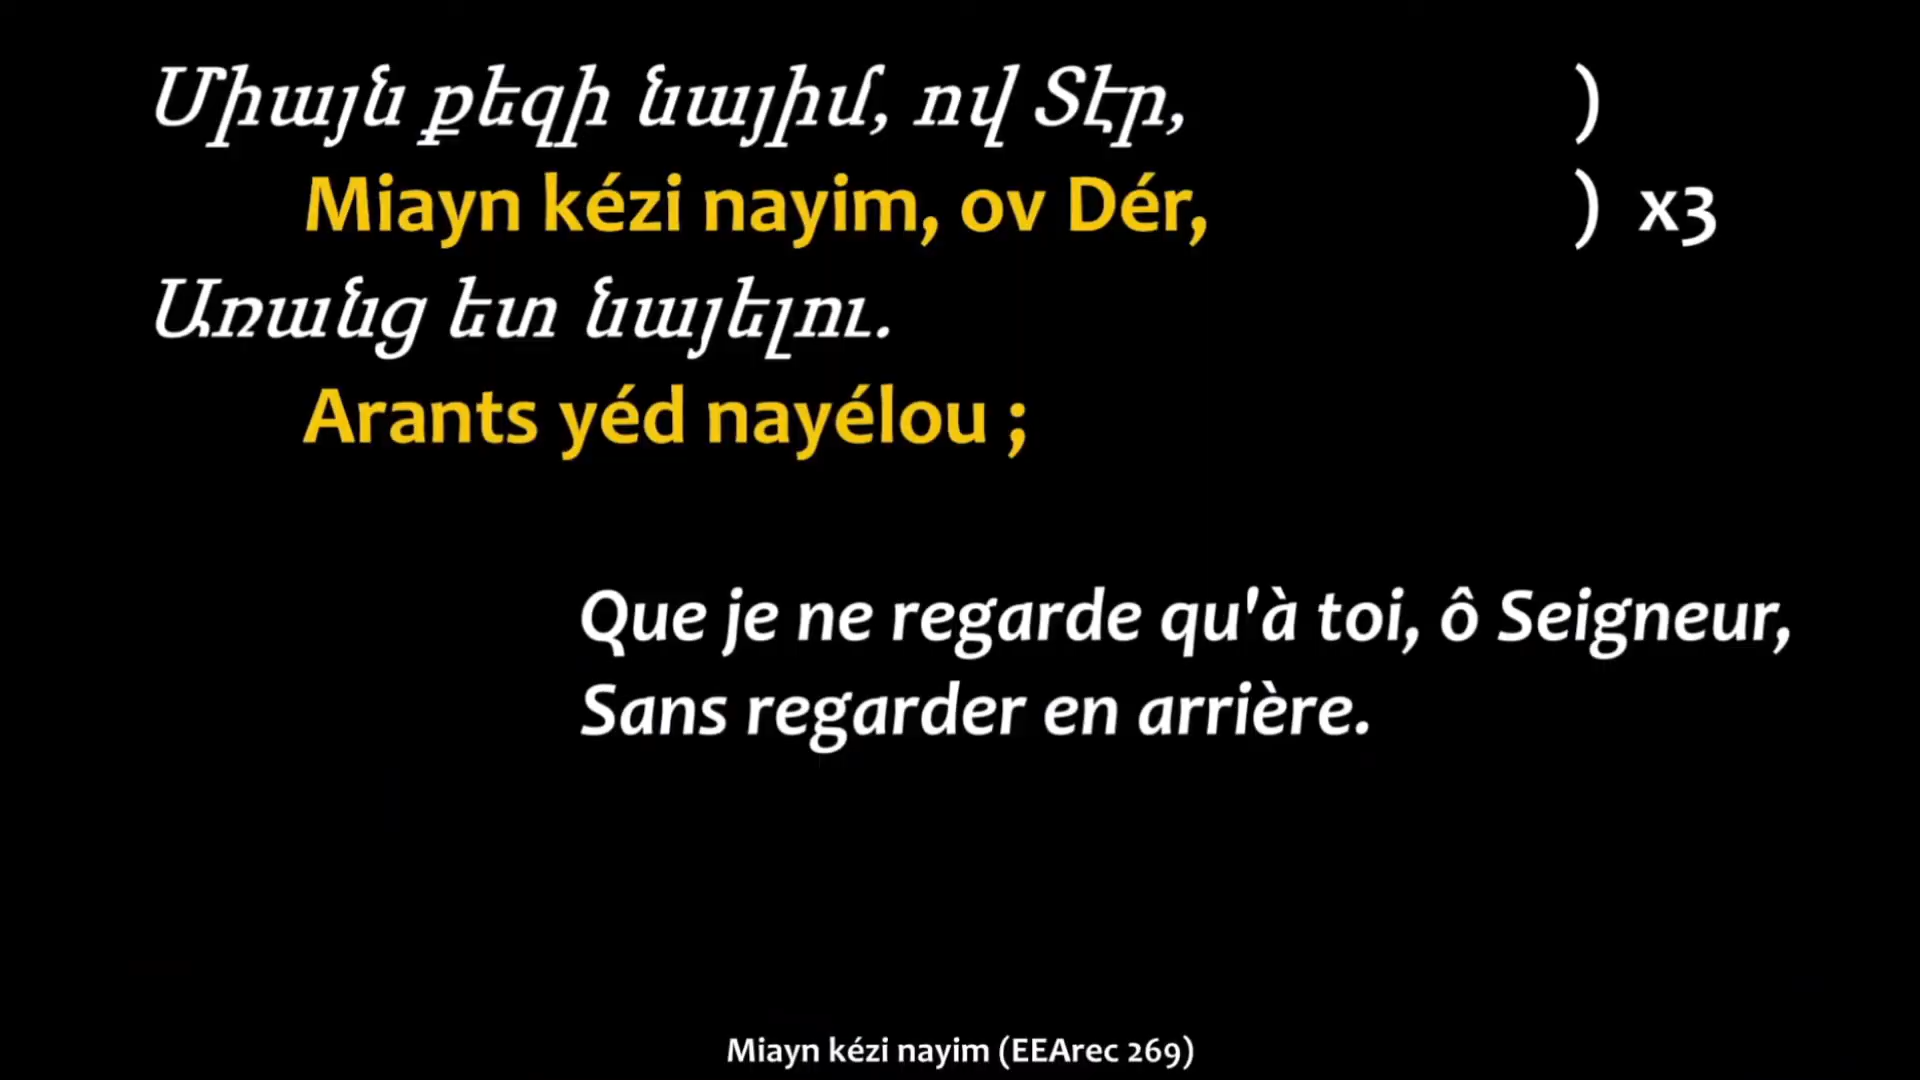 Միայն քեզի նայիմ, ով Տէր, )
Miayn kézi nayim, ov Dér, ) x3
Առանց ետ նայելու.
Arants yéd nayélou ;
Que je ne regarde qu'à toi, ô Seigneur,
Sans regarder en arrière.
Miayn kézi nayim (EEArec 269)